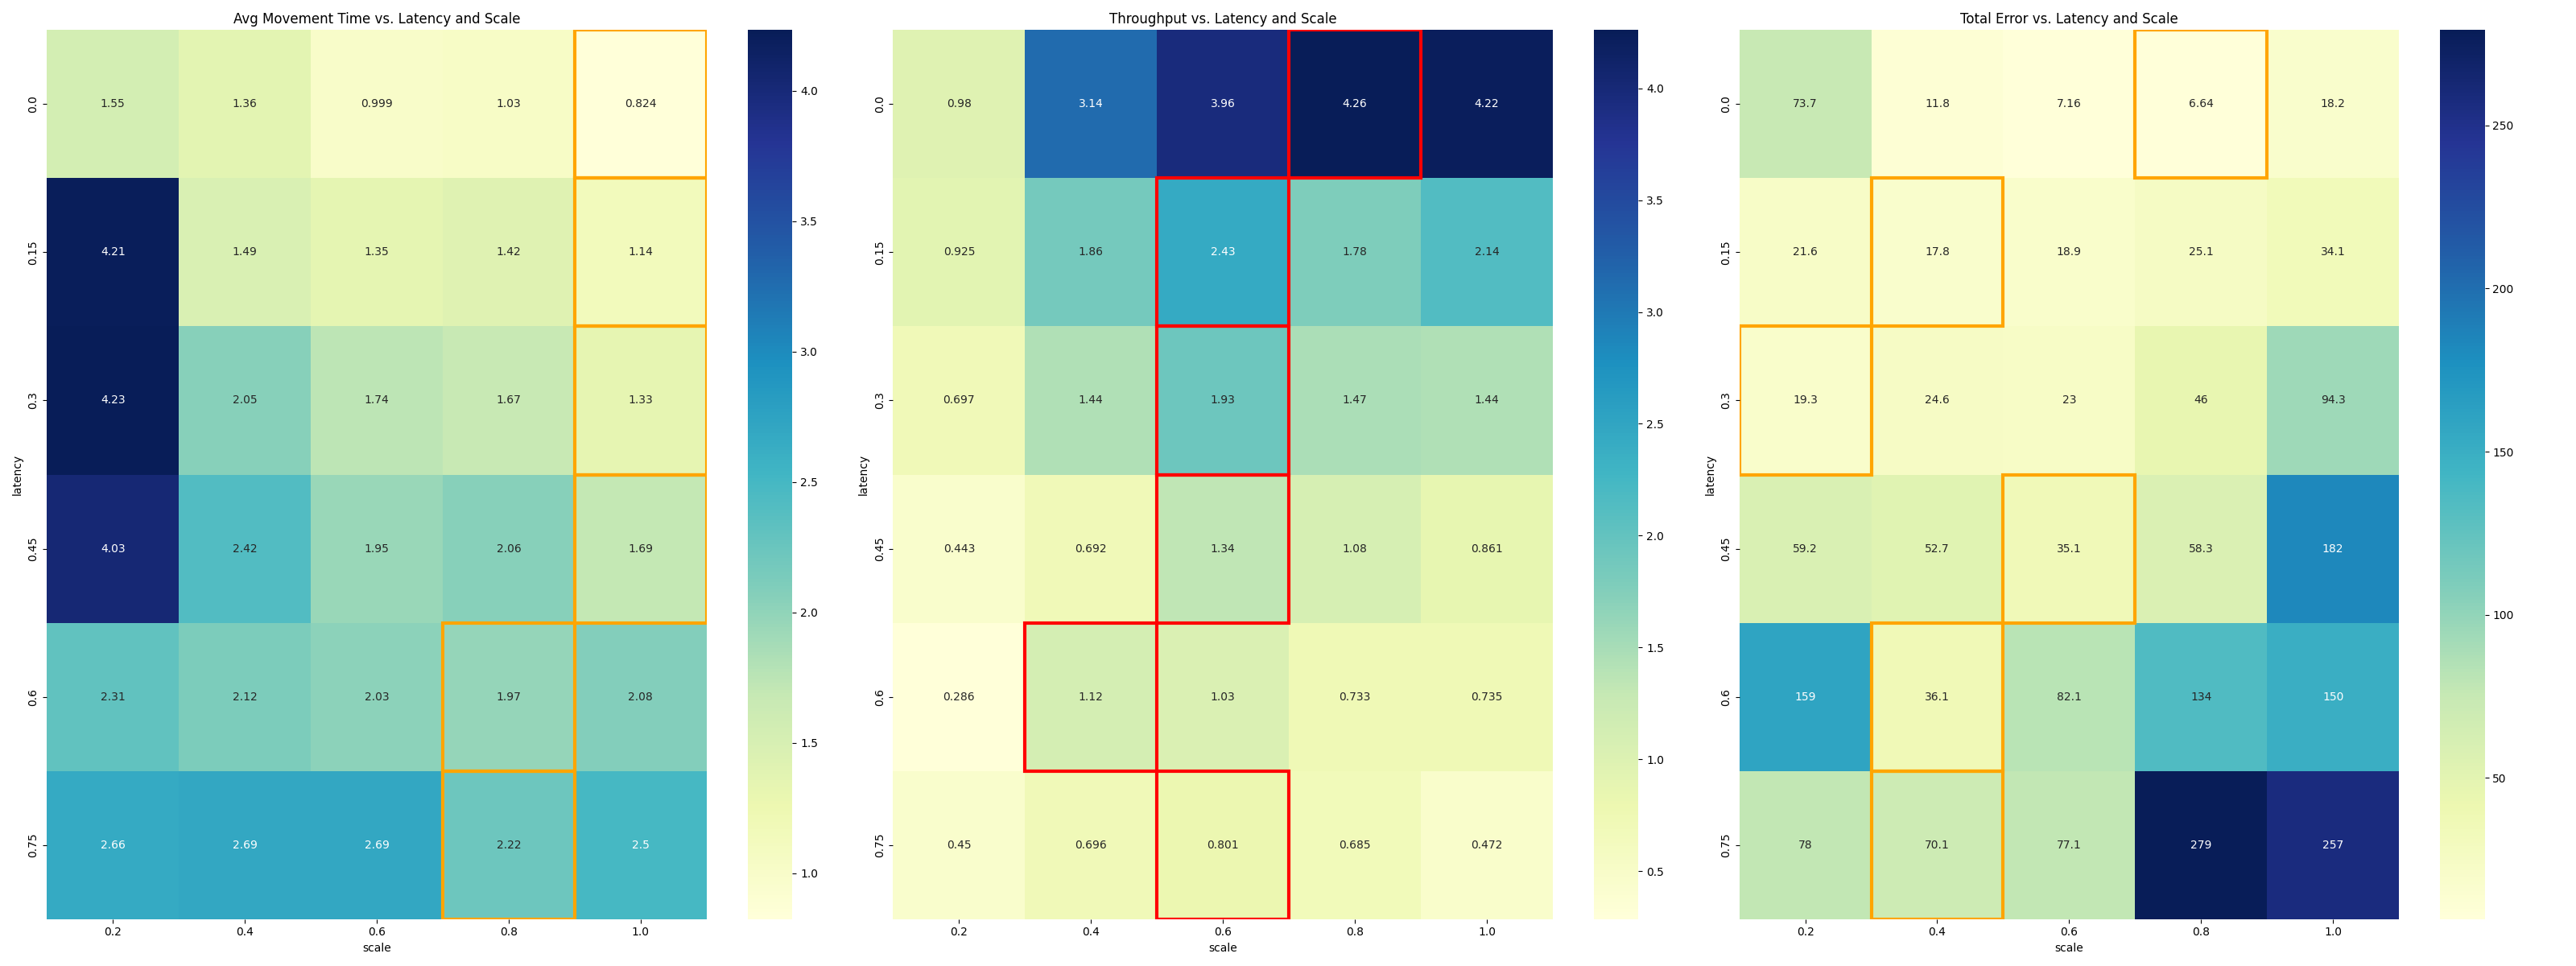 Avg Movement Time vs. Latency and Scale
0.0 1.55 1.36 0.999 1.03 0.824
0.15 4.21 1.49 1.35 1.42 1.14
0.3 4.23 2.05 1.74 1.67 1.33
0.45 4.03 2.42 1.95 2.06 1.69
0.6 2.31 2.12 2.03 1.97 2.08
0.75 2.66 2.69 2.69 2.22 2.5
latency
0.2 0.4 0.6 0.8 1.0
scale
4.0
3.5
3.0
2.5
2.0
1.5
1.0
Throughput vs. Latency and Scale
0.0 0.98 3.14 3.96 4.26 4.22
0.15 0.925 1.86 2.43 1.78 2.14
0.3 0.697 1.44 1.93 1.47 1.44
0.45 0.443 0.692 1.34 1.08 0.861
0.6 0.286 1.12 1.03 0.733 0.735
0.75 0.45 0.696 0.801 0.685 0.472
latency
0.2 0.4 0.6 0.8 1.0
scale
4.0
3.5
3.0
2.5
2.0
1.5
1.0
0.5
Total Error vs. Latency and Scale
0.0 73.7 11.8 7.16 6.64 18.2
0.15 21.6 17.8 18.9 25.1 34.1
0.3 19.3 24.6 23 46 94.3
0.45 59.2 52.7 35.1 58.3 182
0.6 159 36.1 82.1 134 150
0.75 78 70.1 77.1 279 257
latency
0.2 0.4 0.6 0.8 1.0
scale
250
200
150
100
50